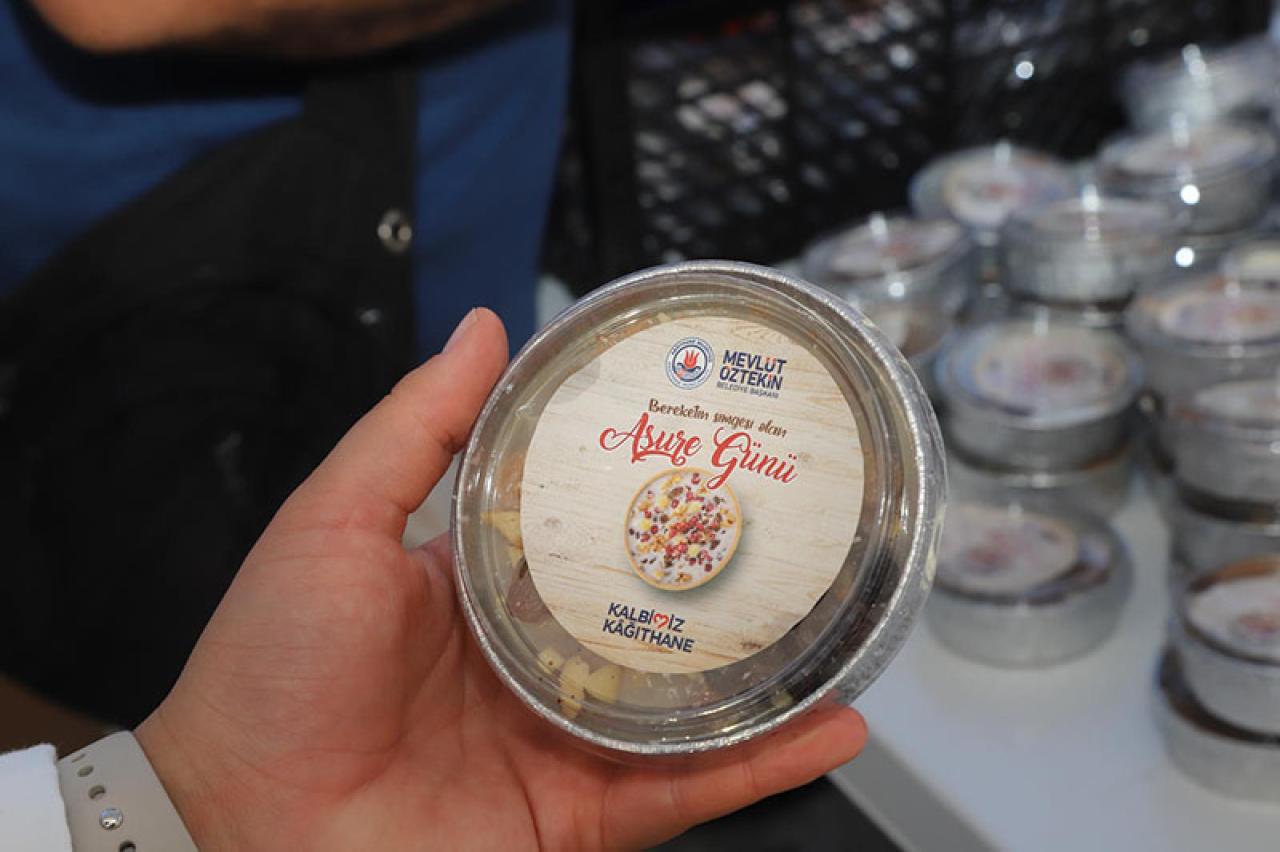 MEVLÜT
ÖZTEKİN
BELEDİYE BAŞKANI
Bereketin simgesi olan
Aşure Günü
KALBİMİZ
KÂĞITHANE